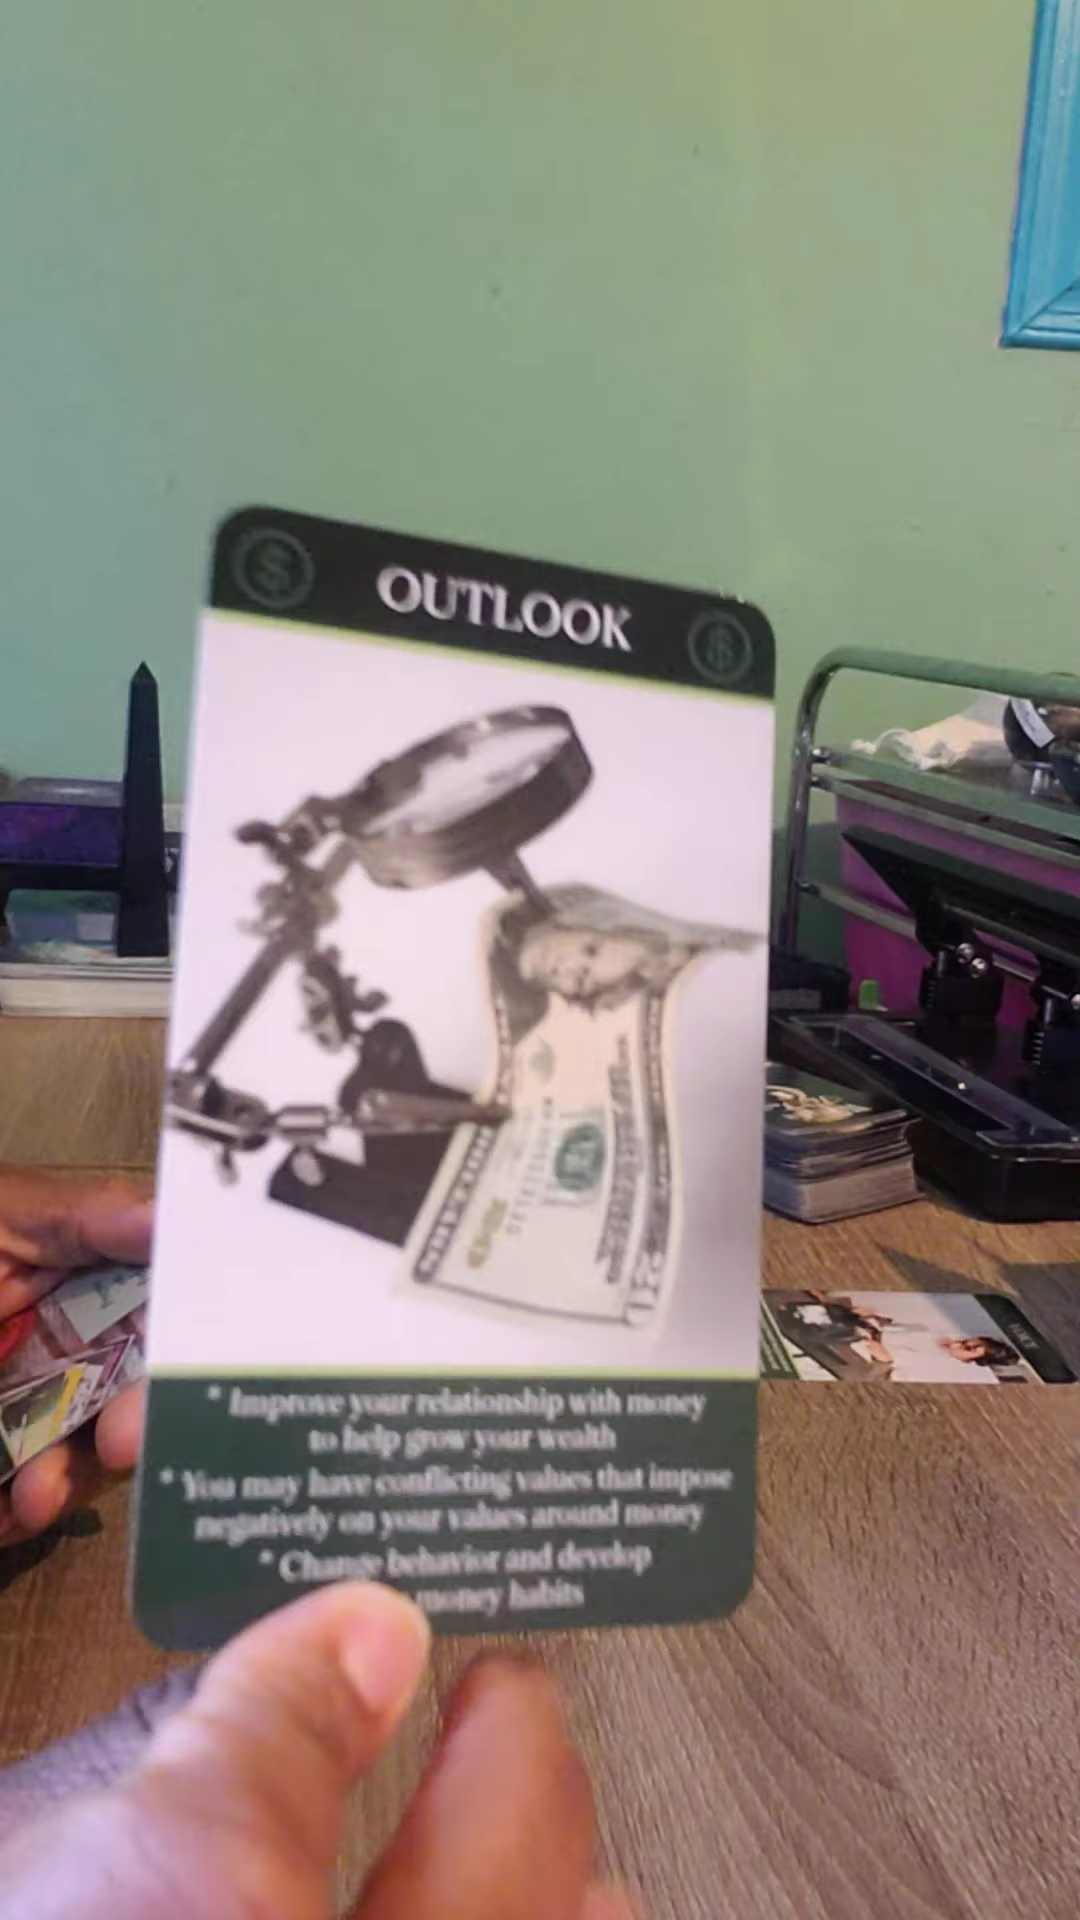 OUTLOOK
* Improve your relationship with money
to help grow your wealth
* You may have conflicting values that impose
negatively on your values around money
* Change behavior and develop
money habits